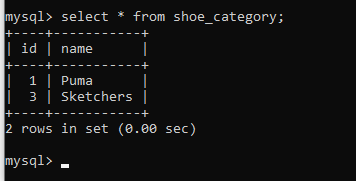 mysql> select * from shoe_category;
+----+-----------+
| id | name      |
+----+-----------+
|  1 | Puma      |
|  3 | Sketchers |
+----+-----------+
2 rows in set (0.00 sec)
mysql> _